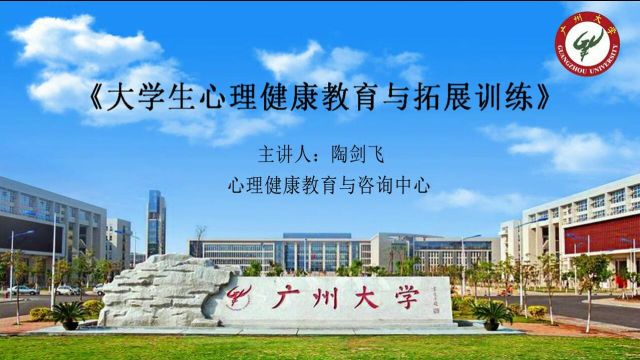 广州大学
GUANGZHOU UNIVERSITY
《大学生心理健康教育与拓展训练》
主讲人：陶剑飞
心理健康教育与咨询中心
广州大学